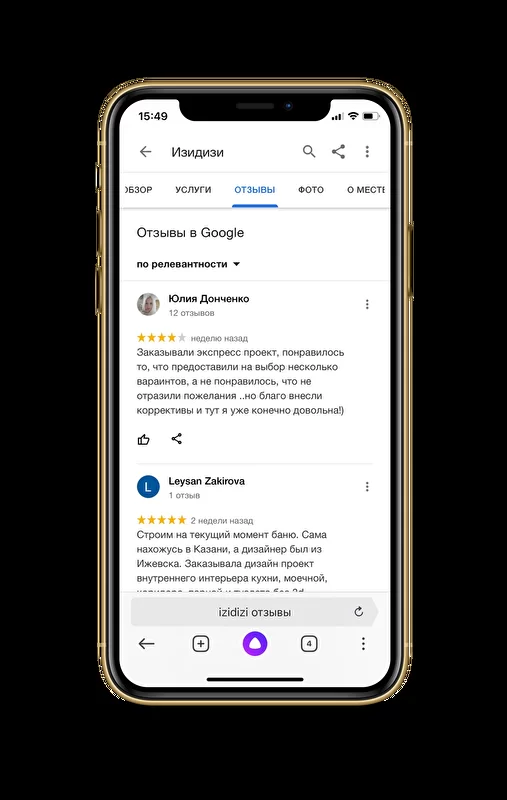 15:49
Изидизи
ОБЗОР УСЛУГИ ОТЗЫВЫ ФОТО О МЕСТЕ
Отзывы в Google
по релевантности
Юлия Донченко
12 отзывов
неделю назад
Заказывали экспресс проект, понравилось
то, что предоставили на выбор несколько
вараинтов, а не понравилось, что не
отразили пожелания ..но благо внесли
коррективы и тут я уже конечно довольна!)
L
Leysan Zakirova
1 отзыв
2 недели назад
Строим на текущий момент баню. Сама
нахожусь в Казани, а дизайнер был из
Ижевска. Заказывала дизайн проект
внутреннего интерьера кухни, моечной,
izidizi отзывы
4